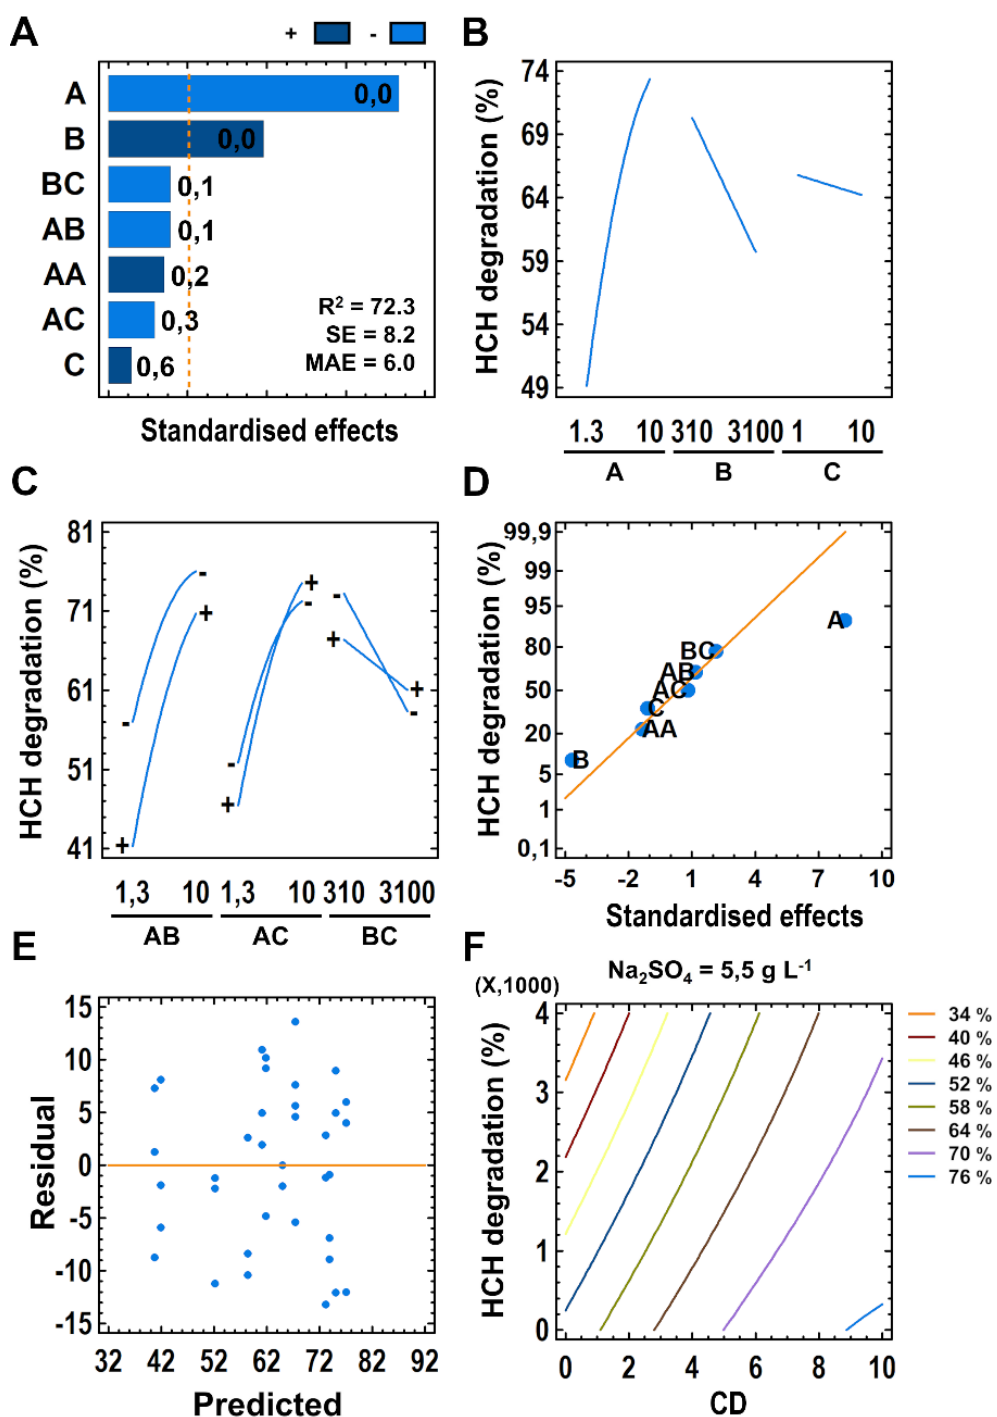 A
+ -
A 0,0
B 0,0
BC 0,1
AB 0,1
AA 0,2
AC 0,3
C 0,6
R² = 72.3
SE = 8.2
MAE = 6.0
Standardised effects
B
HCH degradation (%)
74
69
64
59
54
49
1.3 10 310 3100 1 10
A B C
C
HCH degradation (%)
81
71
61
51
41
- + - + - + - + - + + -
1,3 10 1,3 10 310 3100
AB AC BC
D
HCH degradation (%)
99,9
99
95
80
50
20
5
1
0,1
A
BC
AB
AC
C
AA
B
-5 -2 1 4 7 10
Standardised effects
E
Residual
15
10
5
0
-5
-10
-15
32 42 52 62 72 82 92
Predicted
F
Na₂SO₄ = 5,5 g L⁻¹
(X,1000)
HCH degradation (%)
4
3
2
1
0
0 2 4 6 8 10
CD
34 %
40 %
46 %
52 %
58 %
64 %
70 %
76 %